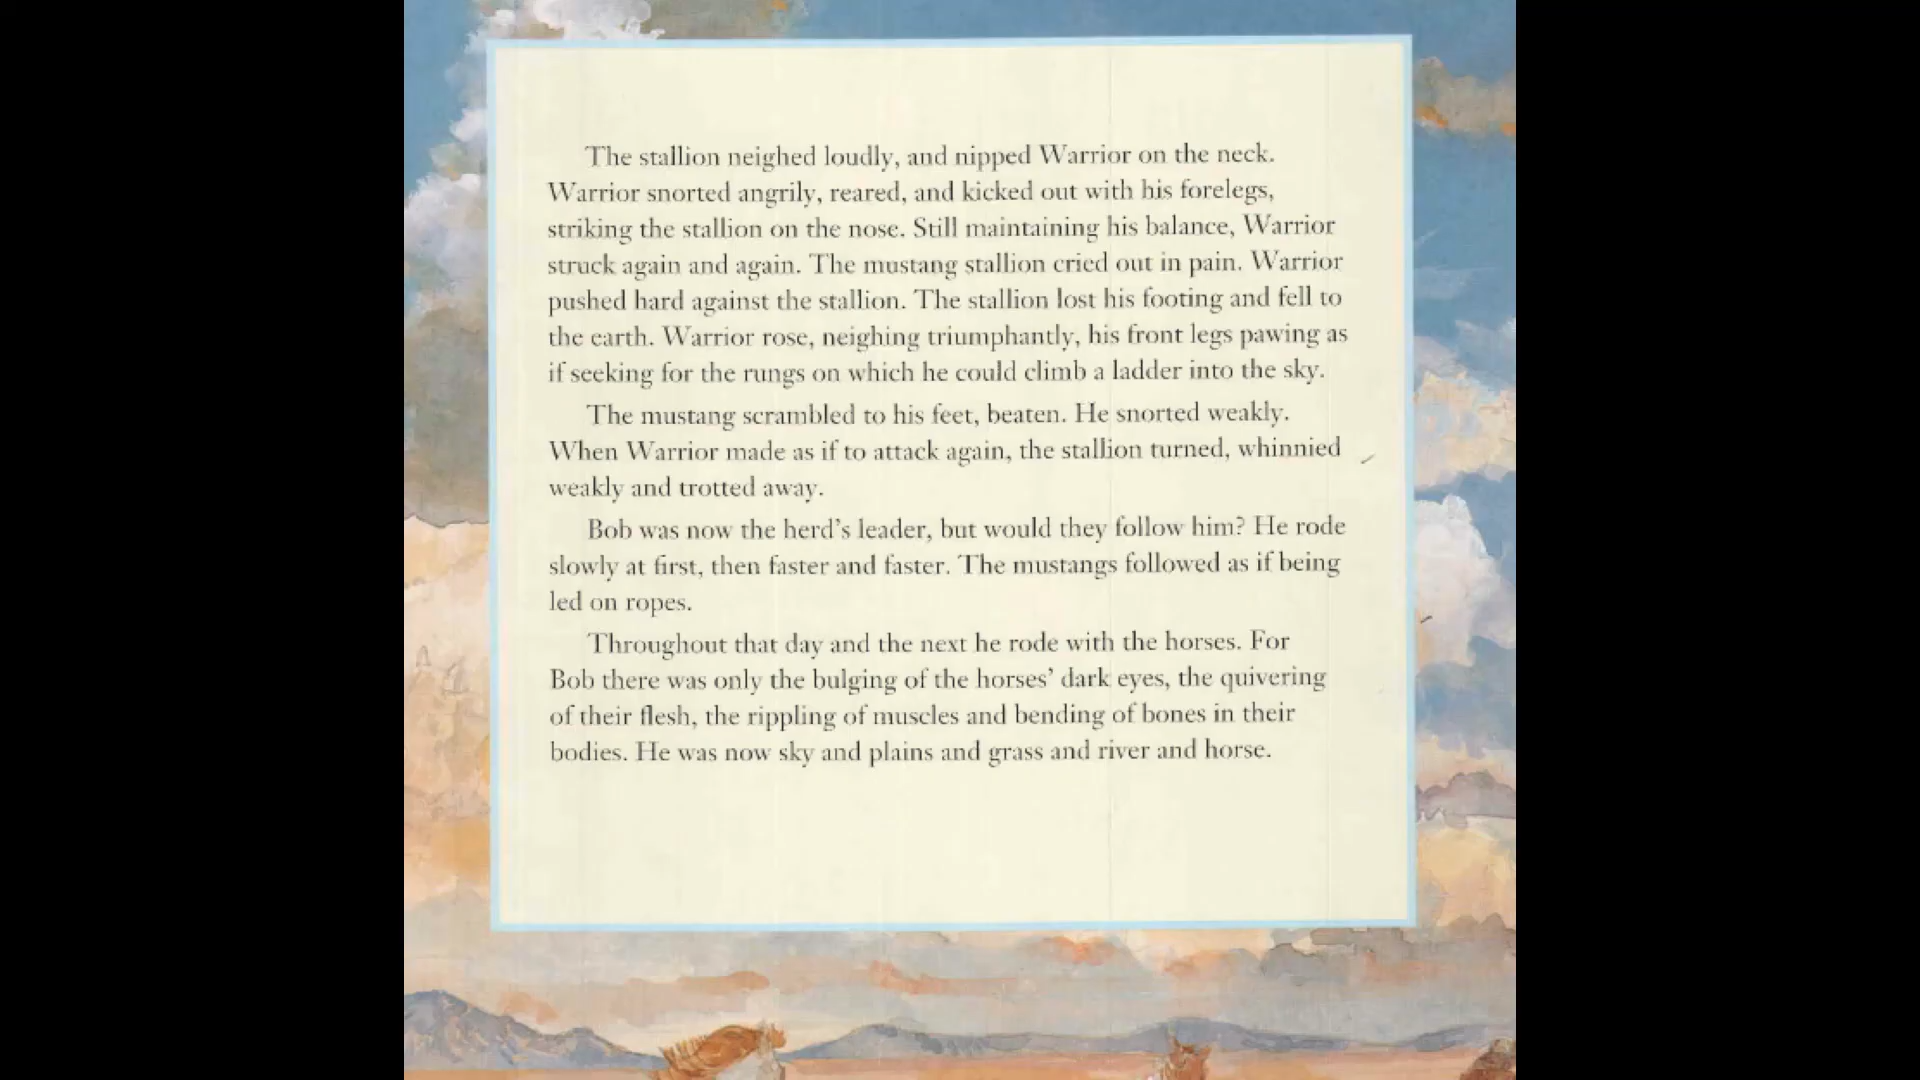 The stallion neighed loudly, and nipped Warrior on the neck.
Warrior snorted angrily, reared, and kicked out with his forelegs,
striking the stallion on the nose. Still maintaining his balance, Warrior
struck again and again. The mustang stallion cried out in pain. Warrior
pushed hard against the stallion. The stallion lost his footing and fell to
the earth. Warrior rose, neighing triumphantly, his front legs pawing as
if seeking for the rungs on which he could climb a ladder into the sky.
The mustang scrambled to his feet, beaten. He snorted weakly.
When Warrior made as if to attack again, the stallion turned, whinnied
weakly and trotted away.
Bob was now the herd’s leader, but would they follow him? He rode
slowly at first, then faster and faster. The mustangs followed as if being
led on ropes.
Throughout that day and the next he rode with the horses. For
Bob there was only the bulging of the horses’ dark eyes, the quivering
of their flesh, the rippling of muscles and bending of bones in their
bodies. He was now sky and plains and grass and river and horse.